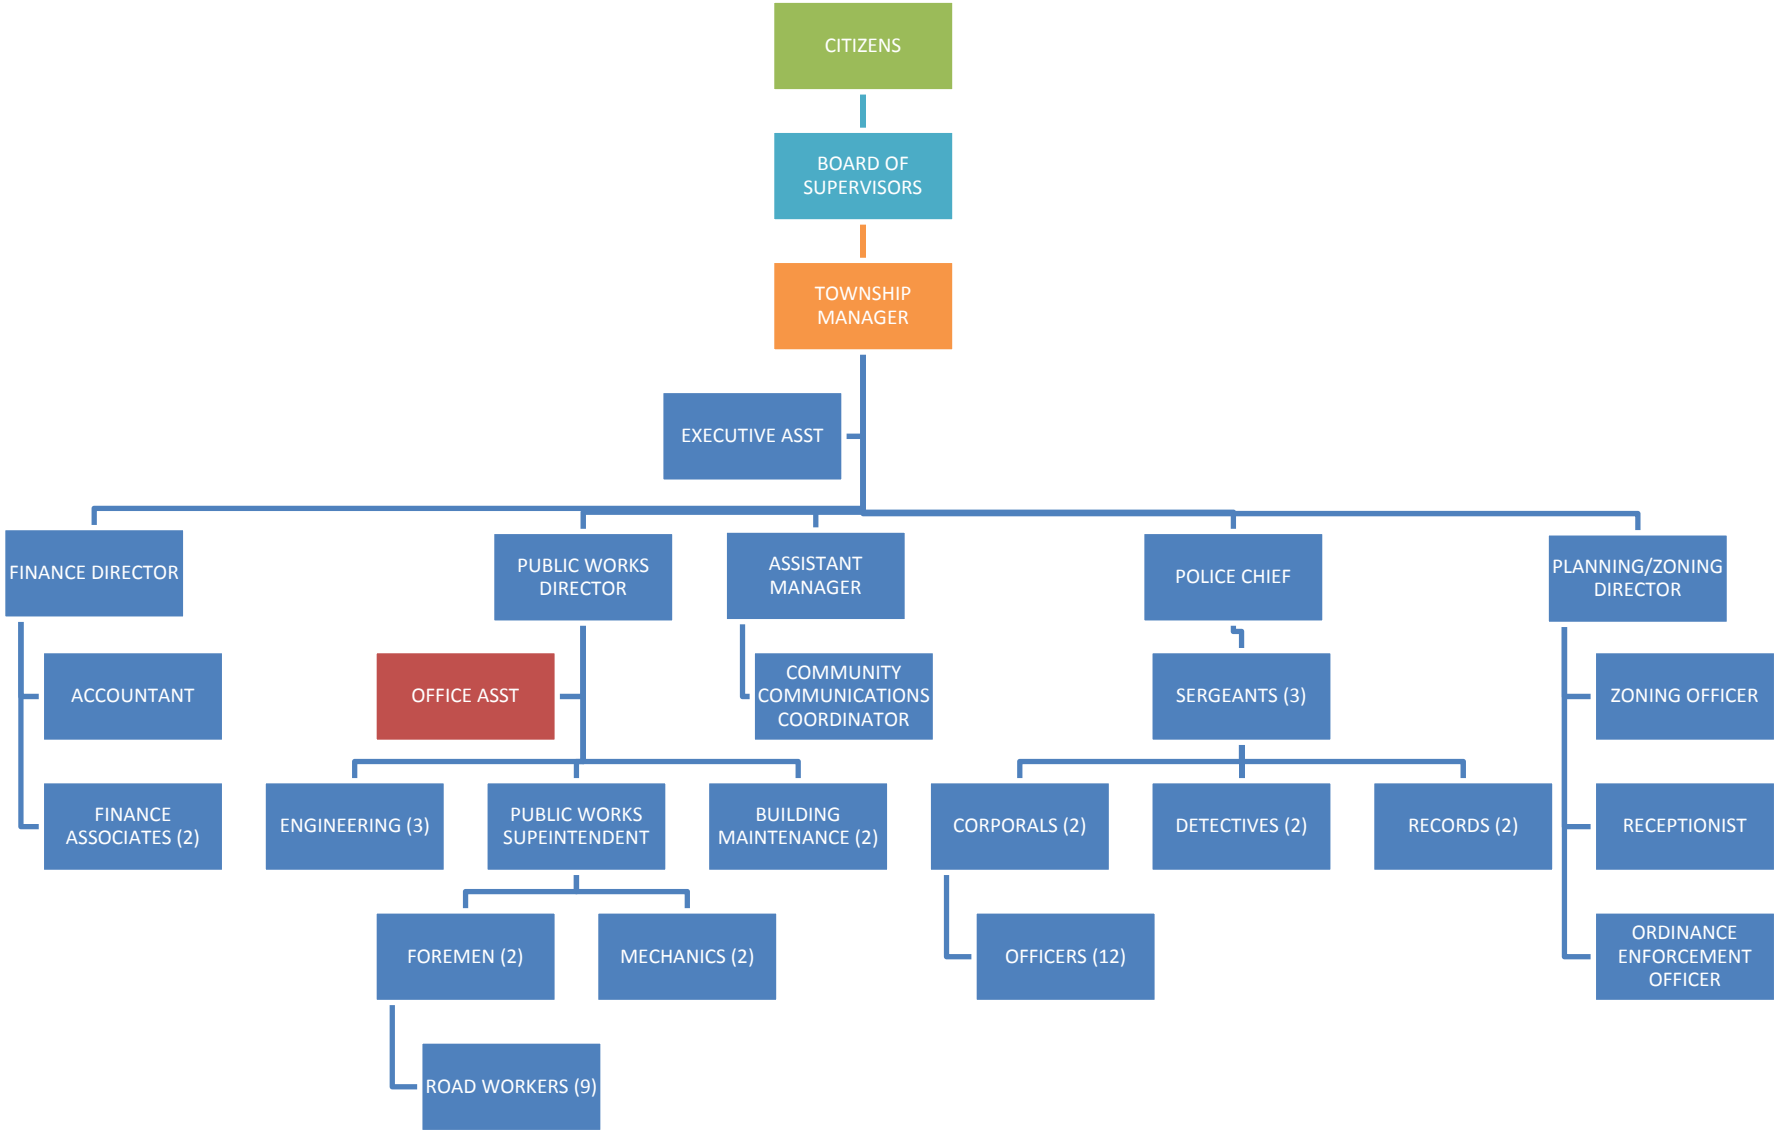 CITIZENS
BOARD OF
SUPERVISORS
TOWNSHIP
MANAGER
EXECUTIVE ASST
FINANCE DIRECTOR
PUBLIC WORKS
DIRECTOR
ASSISTANT
MANAGER
POLICE CHIEF
PLANNING/ZONING
DIRECTOR
ACCOUNTANT
OFFICE ASST
COMMUNITY
COMMUNICATIONS
COORDINATOR
SERGEANTS (3)
ZONING OFFICER
FINANCE
ASSOCIATES (2)
ENGINEERING (3)
PUBLIC WORKS
SUPEINTENDENT
BUILDING
MAINTENANCE (2)
CORPORALS (2)
DETECTIVES (2)
RECORDS (2)
RECEPTIONIST
FOREMEN (2)
MECHANICS (2)
OFFICERS (12)
ORDINANCE
ENFORCEMENT
OFFICER
ROAD WORKERS (9)